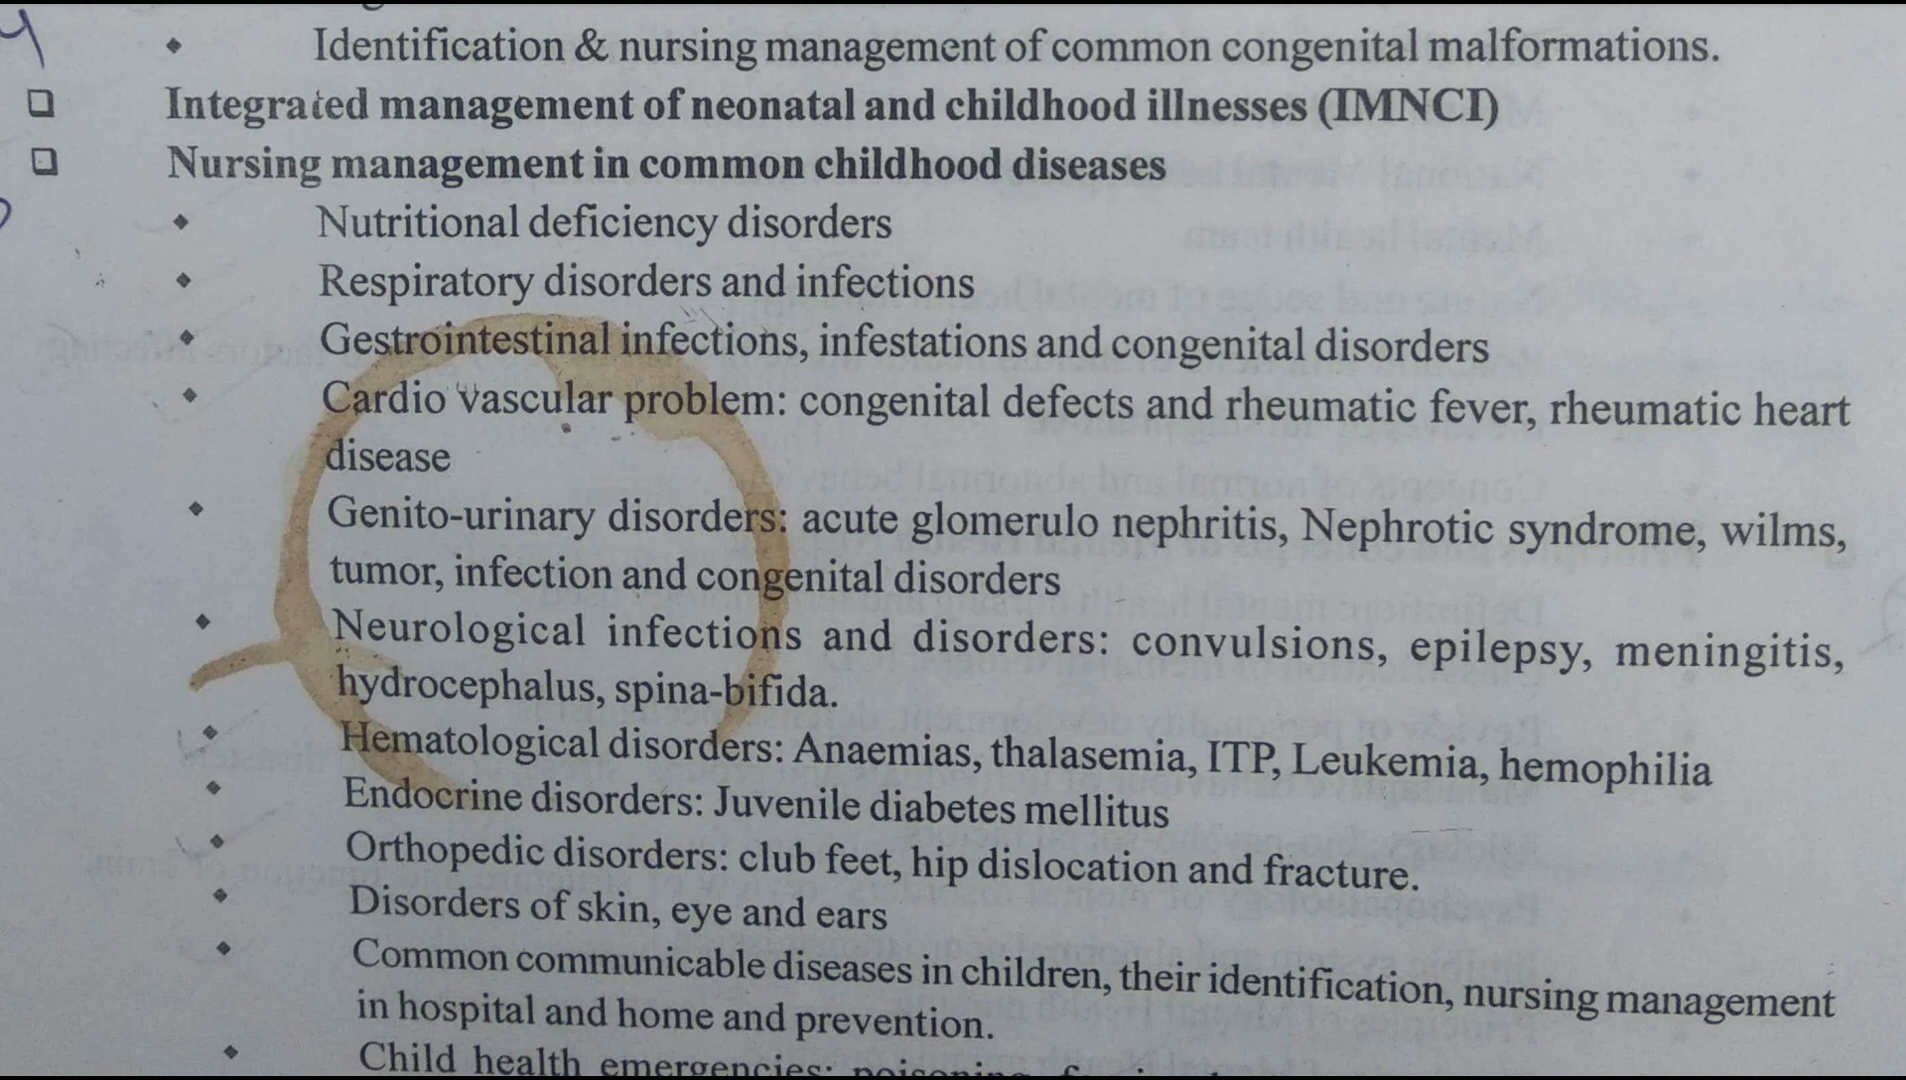 Identification & nursing management of common congenital malformations.
Integrated management of neonatal and childhood illnesses (IMNCI)
Nursing management in common childhood diseases
Nutritional deficiency disorders
Respiratory disorders and infections
Gestrointestinal infections, infestations and congenital disorders
Cardio vascular problem: congenital defects and rheumatic fever, rheumatic heart
disease
Genito-urinary disorders: acute glomerulo nephritis, Nephrotic syndrome, wilms,
tumor, infection and congenital disorders
Neurological infections and disorders: convulsions, epilepsy, meningitis,
hydrocephalus, spina-bifida.
Hematological disorders: Anaemias, thalasemia, ITP, Leukemia, hemophilia
Endocrine disorders: Juvenile diabetes mellitus
Orthopedic disorders: club feet, hip dislocation and fracture.
Disorders of skin, eye and ears
Common communicable diseases in children, their identification, nursing management
in hospital and home and prevention.
Child health emergencies: poisoning,